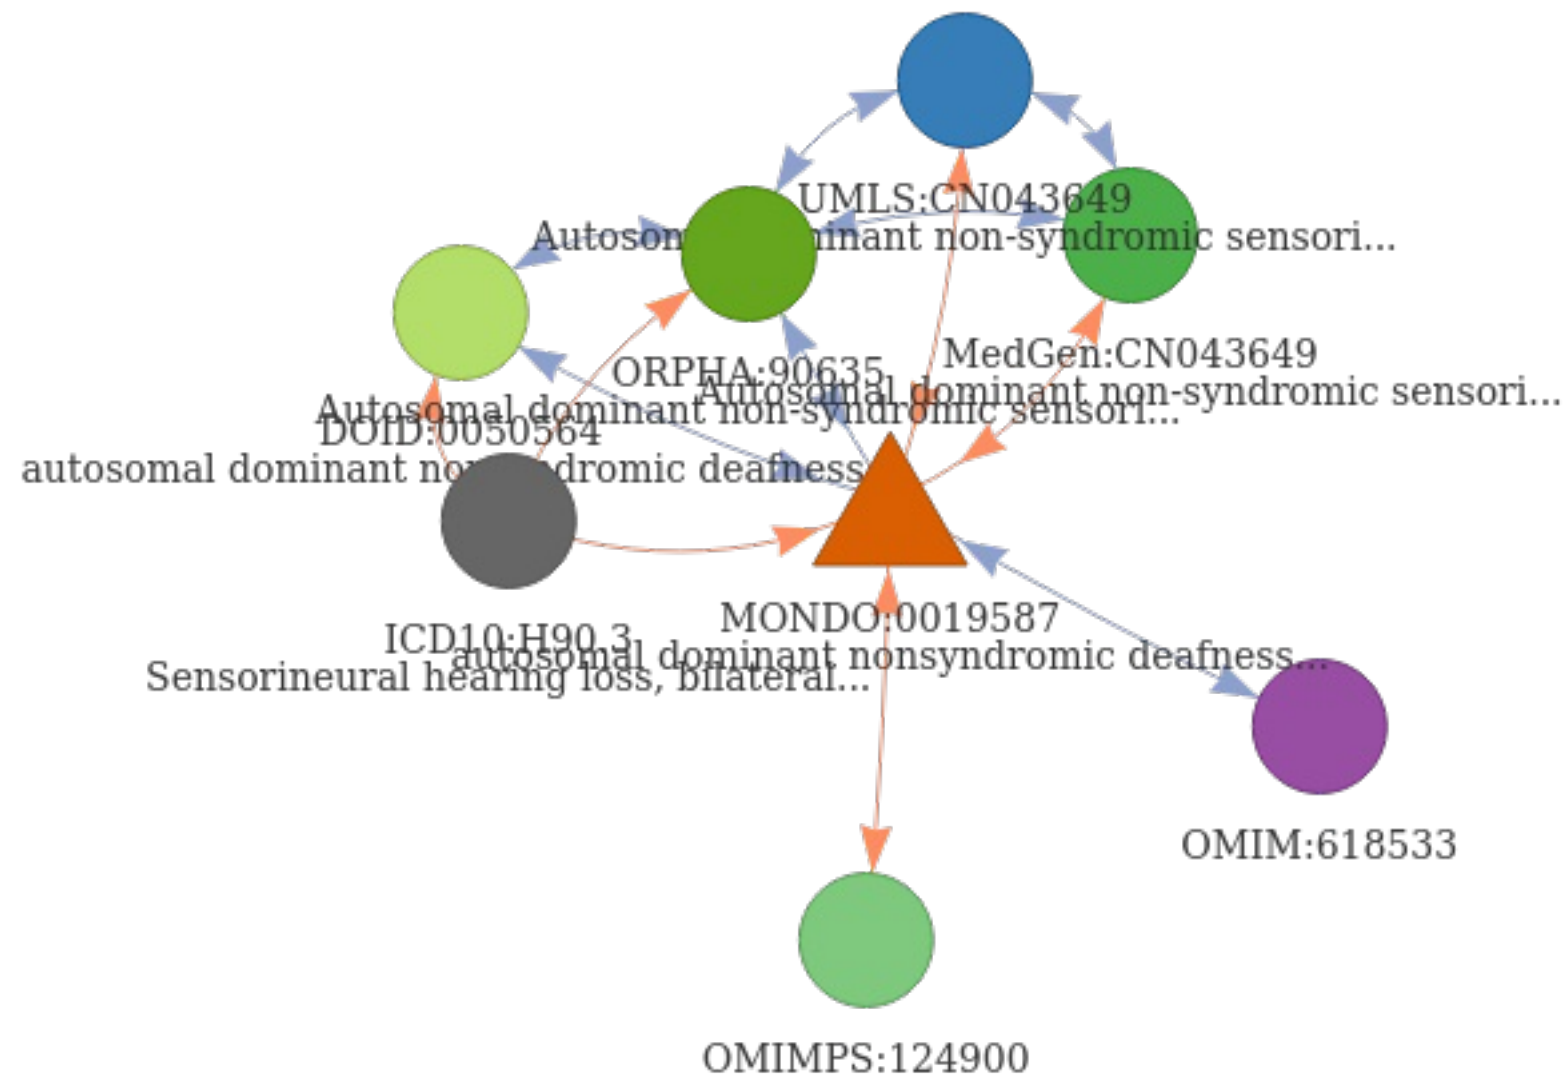 UMLS:CN043649
Autosomal dominant non-syndromic sensori...
MedGen:CN043649
Autosomal dominant non-syndromic sensori...
ORPHA:90635
Autosomal dominant non-syndromic sensori...
DOID:0050564
autosomal dominant nonsyndromic deafness
MONDO:0019587
autosomal dominant nonsyndromic deafness...
ICD10:H90.3
Sensorineural hearing loss, bilateral...
OMIM:618533
OMIMPS:124900